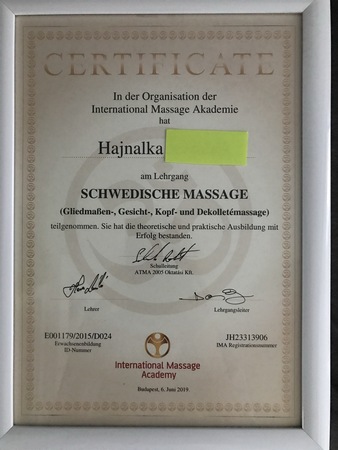 CERTIFICATE
In der Organisation der
International Massage Akademie
hat
Hajnalka
am Lehrgang
SCHWEDISCHE MASSAGE
(Gliedmaßen-, Gesicht-, Kopf- und Dekolletémassage)
teilgenommen. Sie hat die theoretische und praktische Ausbildung mit
Erfolg bestanden.
Schulleitung
ATMA 2005 Oktatási Kft.
Lehrer
Lehrgangsleiter
E001179/2015/D024
Erwachsenenbildung
ID-Nummer
JH23313906
IMA Registrationsnummer
International Massage
Academy
Budapest, 6. Juni 2019.